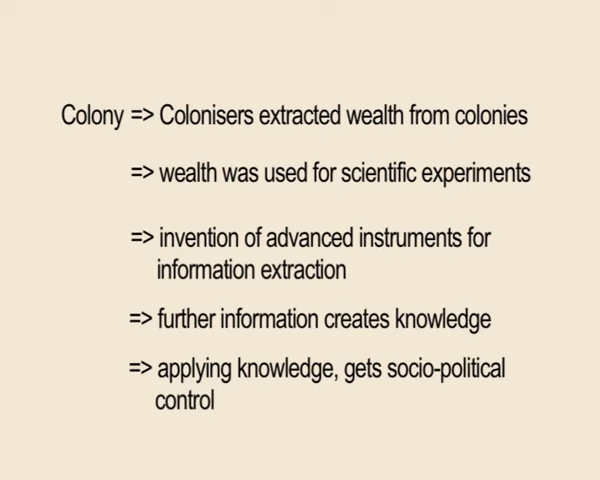 Colony => Colonisers extracted wealth from colonies
=> wealth was used for scientific experiments
=> invention of advanced instruments for
information extraction
=> further information creates knowledge
=> applying knowledge, gets socio-political
control